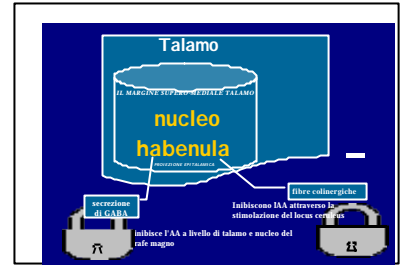 Talamo
IL MARGINE SUPERO-MEDIALE TALAMO
nucleo
habenula
PROIEZIONE EPITALAMICA
secrezione
di GABA
fibre colinergiche
Inibiscono IAA attraverso la
stimolazione del locus ceruleus
inibisce l'AA a livello di talamo e nucleo del
rafe magno